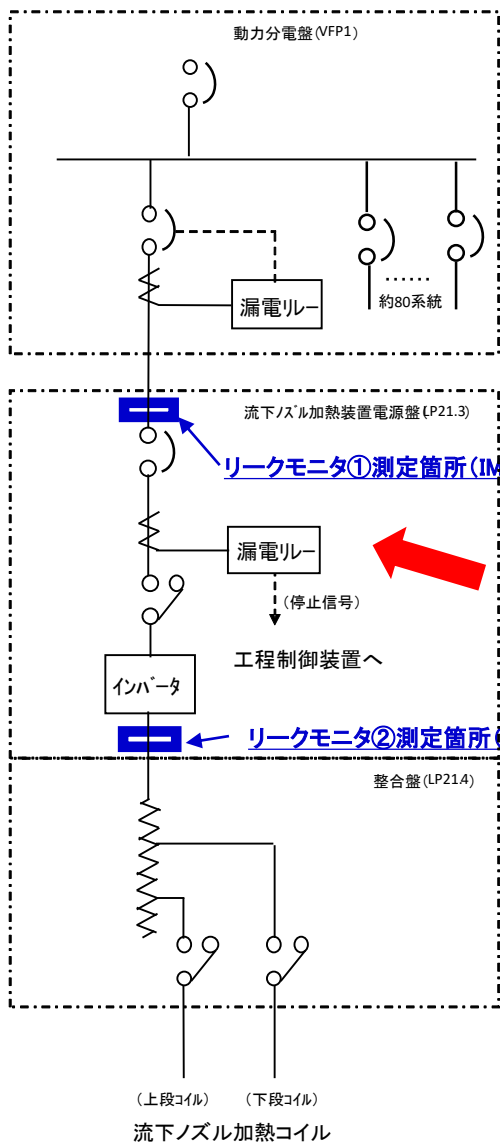 動力分電盤(VFP1)
漏電リレー
……
約80系統
流下ノズル加熱装置電源盤(LP21.3)
リークモニタ①測定箇所(IM
漏電リレー
(停止信号)
工程制御装置へ
インバータ
リークモニタ②測定箇所(
整合盤(LP21.4)
(上段コイル) (下段コイル)
流下ノズル加熱コイル